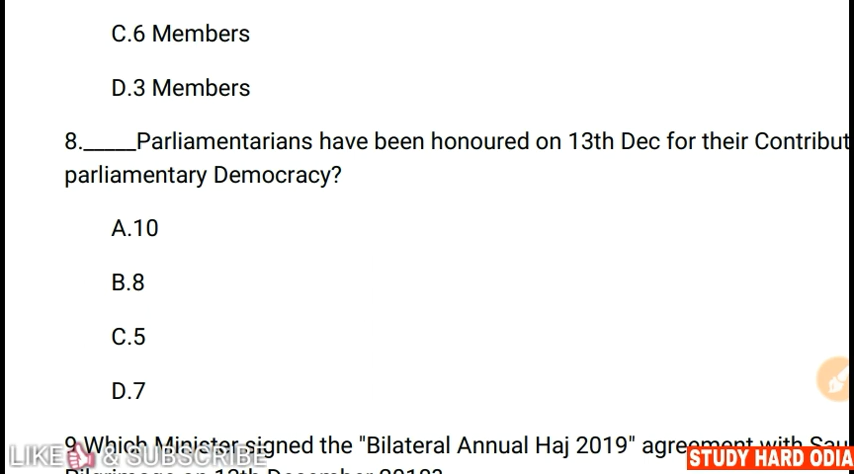 C.6 Members
D.3 Members
8._____Parliamentarians have been honoured on 13th Dec for their Contribut
parliamentary Democracy?
A.10
B.8
C.5
D.7
9.Which Minister signed the "Bilateral Annual Haj 2019" agreement with Sau
LIKE & SUBSCRIBE
STUDY HARD ODIA